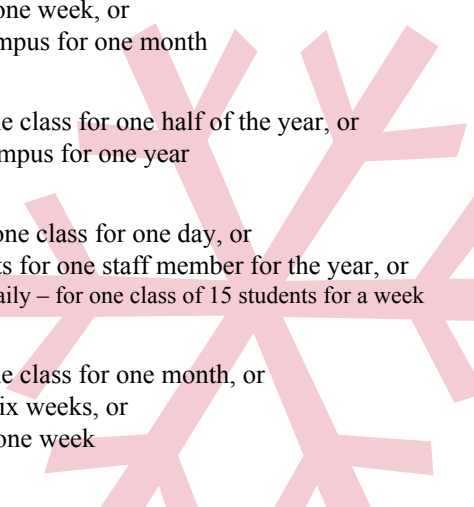 one week, or
mpus for one month
e class for one half of the year, or
mpus for one year
one class for one day, or
ts for one staff member for the year, or
aily – for one class of 15 students for a week
e class for one month, or
ix weeks, or
one week